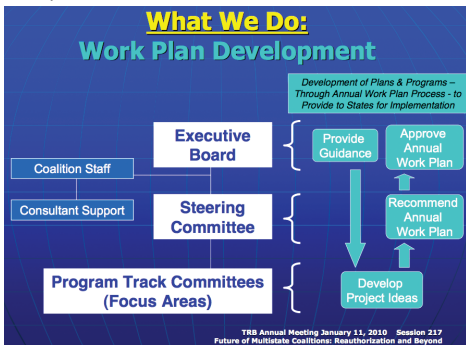 What We Do:
Work Plan Development
Development of Plans & Programs –
Through Annual Work Plan Process - to
Provide to States for Implementation
Executive
Board
Provide
Guidance
Approve
Annual
Work Plan
Coalition Staff
Consultant Support
Steering
Committee
Recommend
Annual
Work Plan
Program Track Committees
(Focus Areas)
Develop
Project Ideas
TRB Annual Meeting January 11, 2010 Session 217
Future of Multistate Coalitions: Reauthorization and Beyond